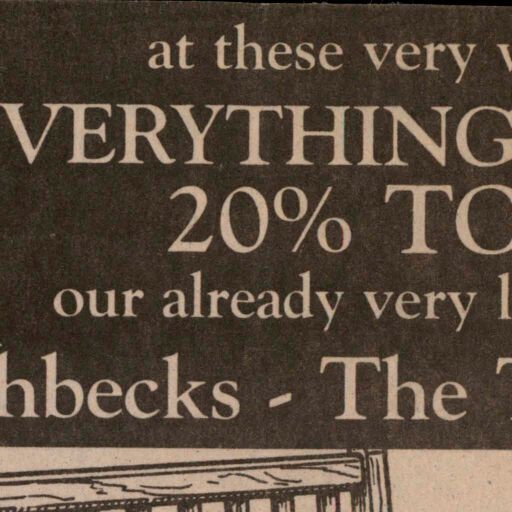 at these very
VERYTHING
20% TO
our already very
hbecks - The